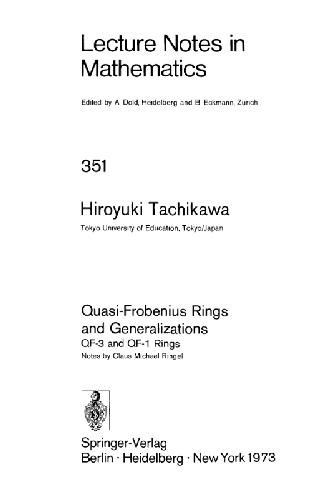 Lecture Notes in
Mathematics
Edited by A. Dold, Heidelberg and B. Eckmann, Zürich
351
Hiroyuki Tachikawa
Tokyo University of Education, Tokyo/Japan
Quasi-Frobenius Rings
and Generalizations
QF-3 and QF-1 Rings
Notes by Claus Michael Ringel
Springer-Verlag
Berlin · Heidelberg · New York 1973